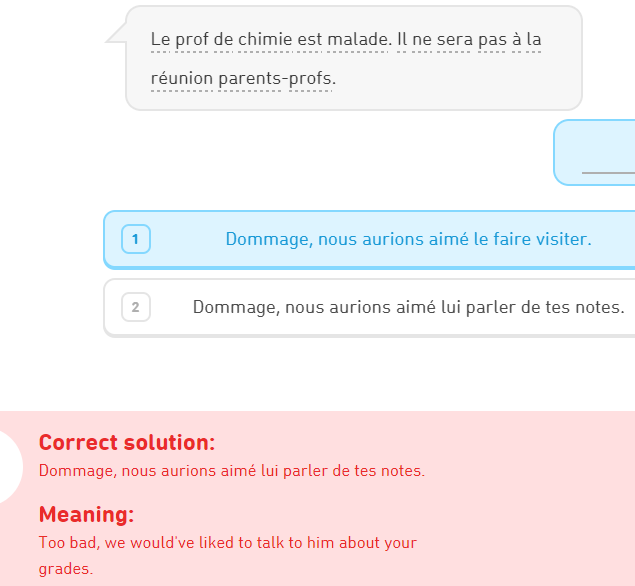 Le prof de chimie est malade. Il ne sera pas à la
réunion parents-profs.
1 Dommage, nous aurions aimé le faire visiter.
2 Dommage, nous aurions aimé lui parler de tes notes.
Correct solution:
Dommage, nous aurions aimé lui parler de tes notes.
Meaning:
Too bad, we would've liked to talk to him about your
grades.